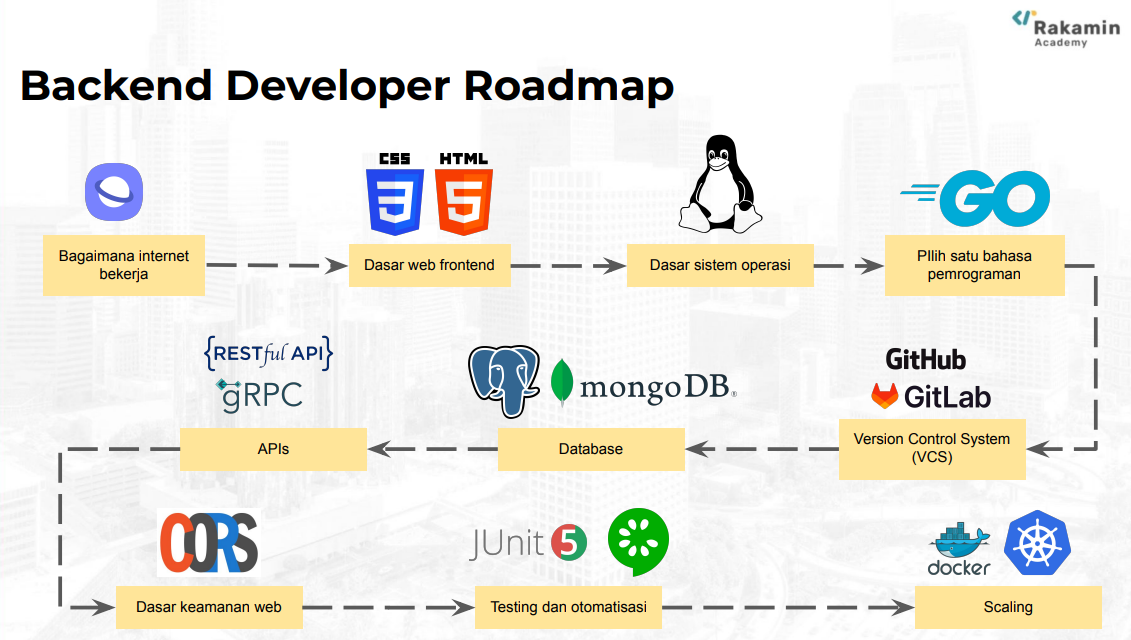 Rakamin
Academy
Backend Developer Roadmap
CSS
HTML
3
5
GO
Bagaimana internet
bekerja
Dasar web frontend
Dasar sistem operasi
PIlih satu bahasa
pemrograman
{RESTful API}
gRPC
mongoDB®
GitHub
GitLab
APIs
Database
Version Control System
(VCS)
CORS
JUnit 5
docker
Dasar keamanan web
Testing dan otomatisasi
Scaling